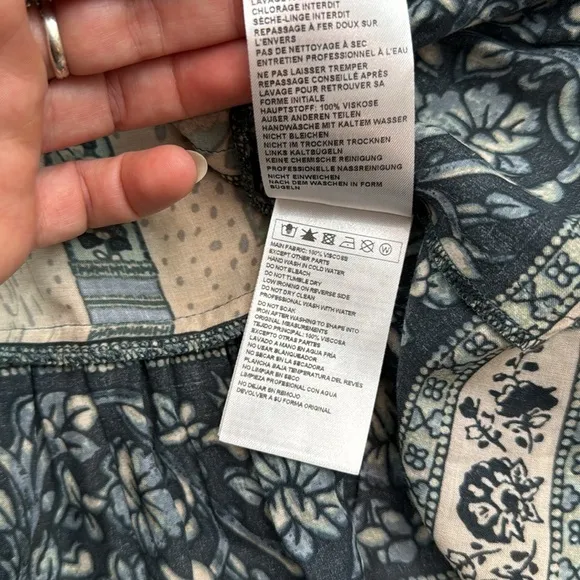 LAVAGE
CHLORAGE INTERDIT
SÈCHE-LINGE INTERDIT
REPASSAGE À FER DOUX SUR
L'ENVERS
PAS DE NETTOYAGE À SEC
ENTRETIEN PROFESSIONNEL À L'EAU
NE PAS LAISSER TREMPER
REPASSAGE CONSEILLÉ APRÈS
LAVAGE POUR RETROUVER SA
FORME INITIALE
HAUPTSTOFF: 100% VISKOSE
AUßER ANDEREN TEILEN
HANDWÄSCHE MIT KALTEM WASSER
NICHT BLEICHEN
NICHT IM TROCKNER TROCKNEN
LINKS KALTBÜGELN
KEINE CHEMISCHE REINIGUNG
PROFESSIONELLE NASSREINIGUNG
NICHT EINWEICHEN
NACH DEM WASCHEN IN FORM
BÜGELN
MAIN FABRIC: 100% VISCOSE
EXCEPT OTHER PARTS
HAND WASH IN COLD WATER
DO NOT BLEACH
DO NOT TUMBLE DRY
LOW IRONING ON REVERSE SIDE
DO NOT DRY CLEAN
PROFESSIONAL WASH WITH WATER
DO NOT SOAK
IRON AFTER WASHING TO SHAPE INTO
ORIGINAL MEASUREMENTS
TEJIDO PRINCIPAL: 100% VISCOSA
EXCEPTO OTRAS PARTES
LAVADO A MANO EN AGUA FRÍA
NO USAR BLANQUEADOR
NO SECAR EN LA SECADORA
PLANCHA BAJA TEMPERATURA DEL REVÉS
NO LIMPIAR EN SECO
LIMPIEZA PROFESIONAL CON AGUA
NO DEJAR EN REMOJO
DEVOLVER A SU FORMA ORIGINAL